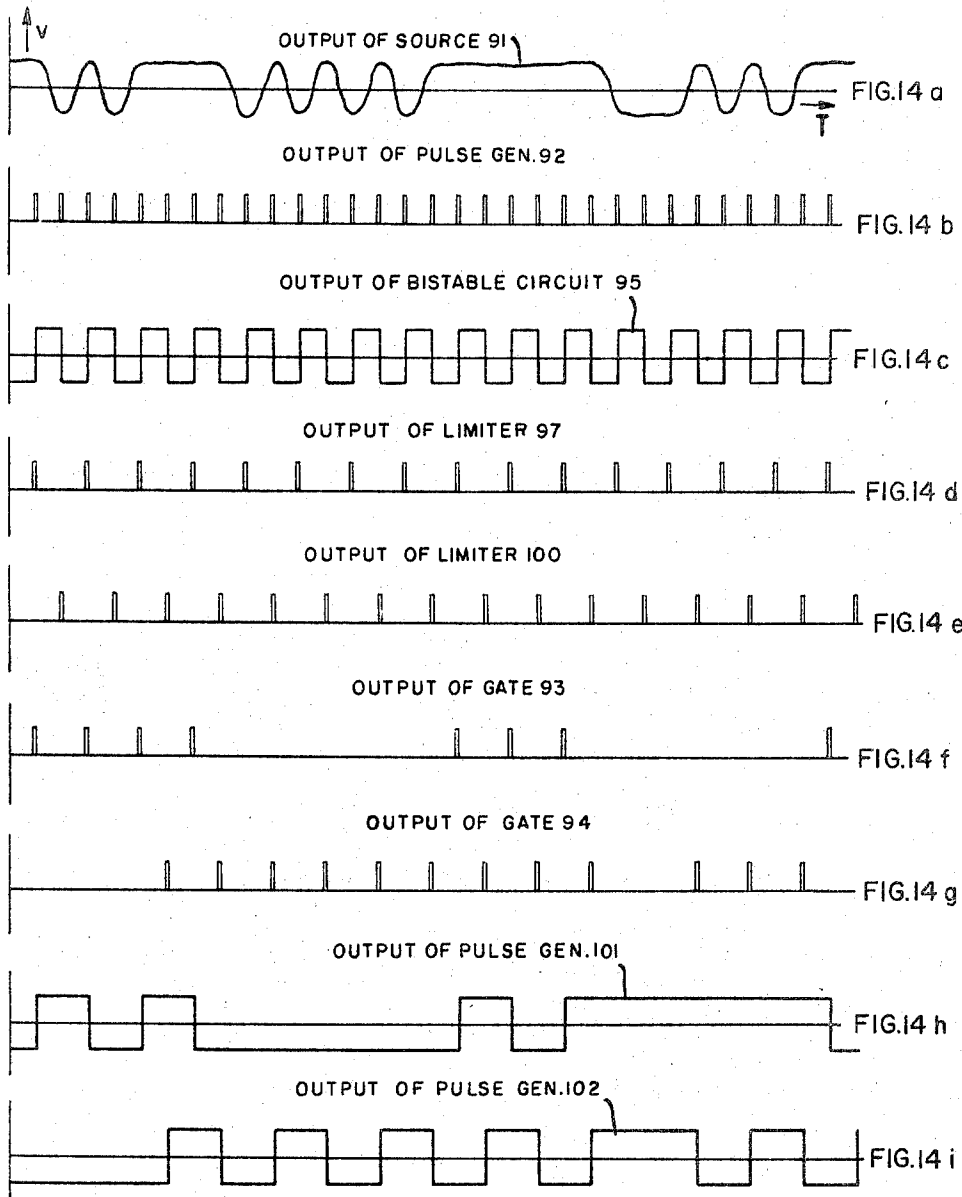 V
OUTPUT OF SOURCE 91
FIG.14 a
T
OUTPUT OF PULSE GEN.92
FIG.14 b
OUTPUT OF BISTABLE CIRCUIT 95
FIG.14 c
OUTPUT OF LIMITER 97
FIG.14 d
OUTPUT OF LIMITER 100
FIG.14 e
OUTPUT OF GATE 93
FIG.14 f
OUTPUT OF GATE 94
FIG.14 g
OUTPUT OF PULSE GEN.101
FIG.14 h
OUTPUT OF PULSE GEN.102
FIG.14 i